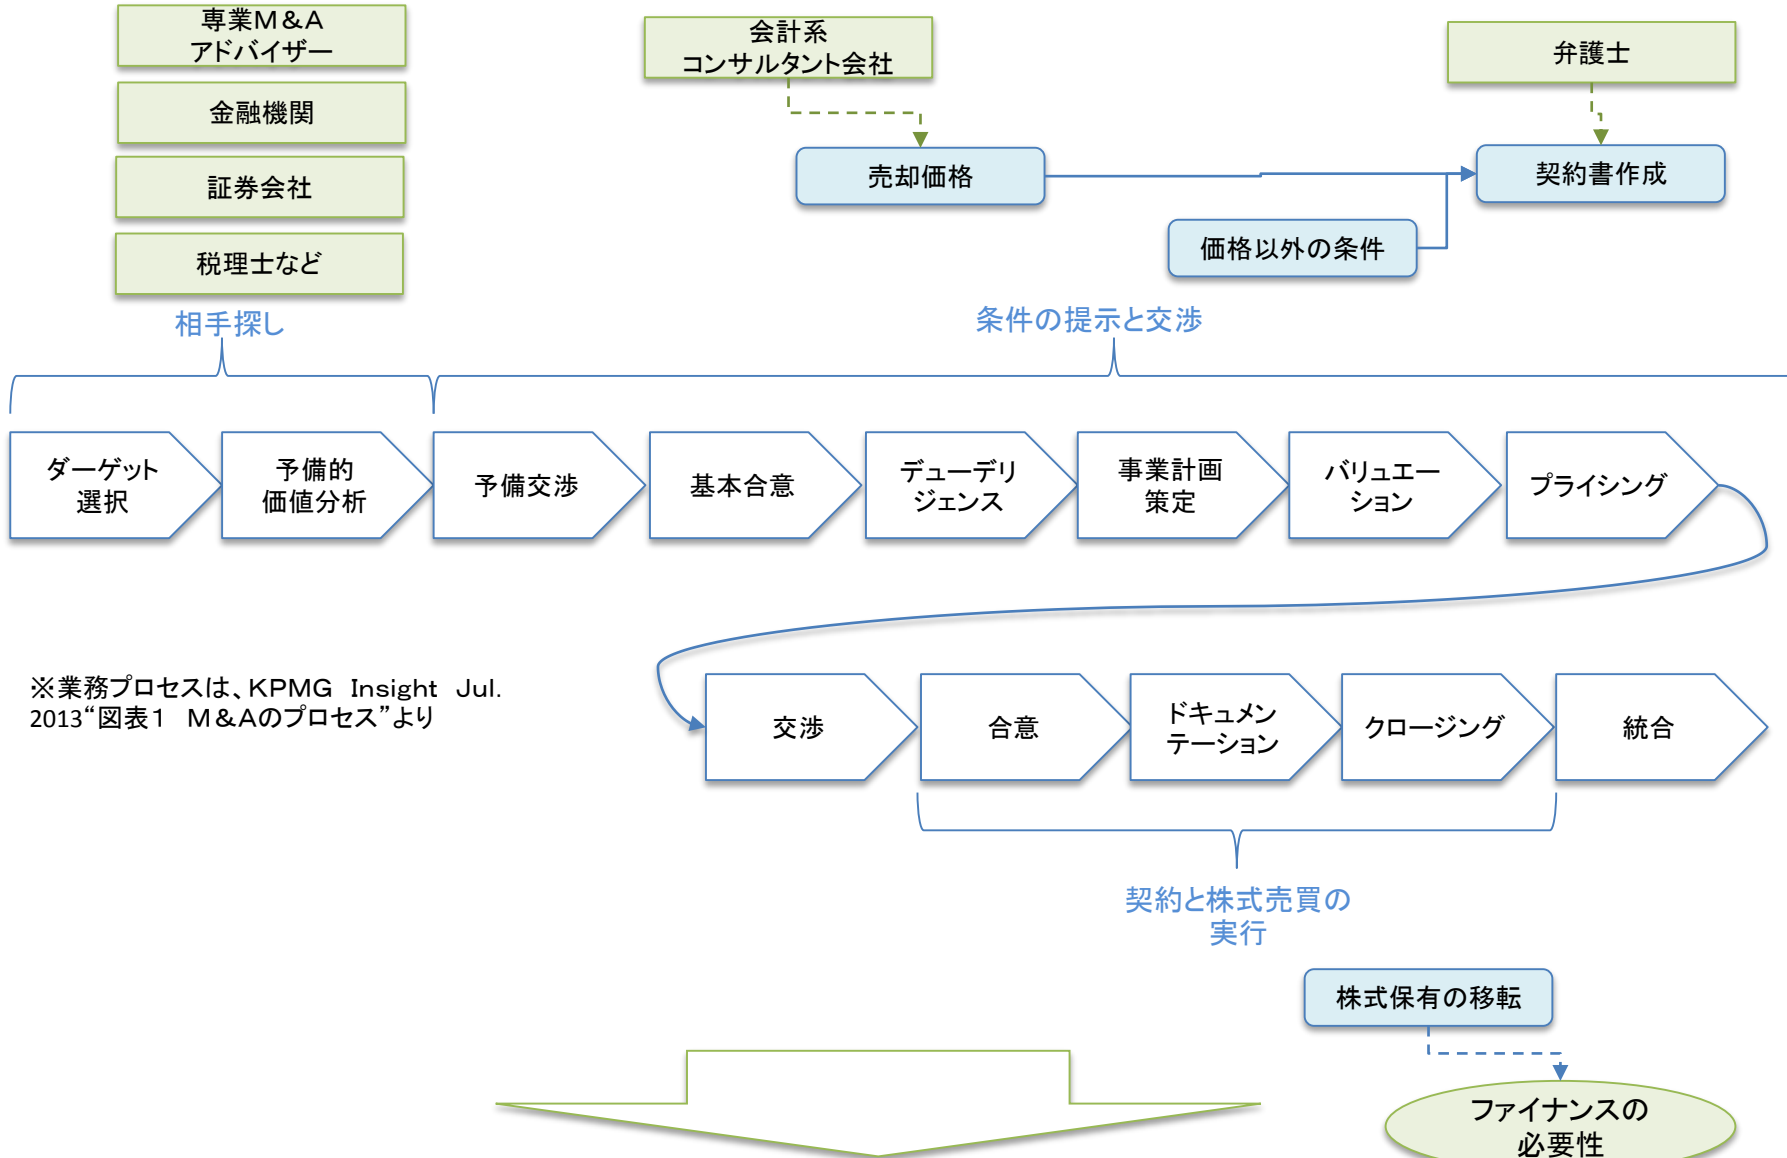 専業M&A
アドバイザー
金融機関
証券会社
税理士など
会計系
コンサルタント会社
弁護士
売却価格
契約書作成
価格以外の条件
相手探し
条件の提示と交渉
ダーゲット
選択
予備的
価値分析
予備交渉
基本合意
デューデリ
ジェンス
事業計画
策定
バリュエー
ション
プライシング
※業務プロセスは、KPMG Insight Jul.
2013“図表1 M&Aのプロセス”より
交渉
合意
ドキュメン
テーション
クロージング
統合
契約と株式売買の
実行
株式保有の移転
ファイナンスの
必要性